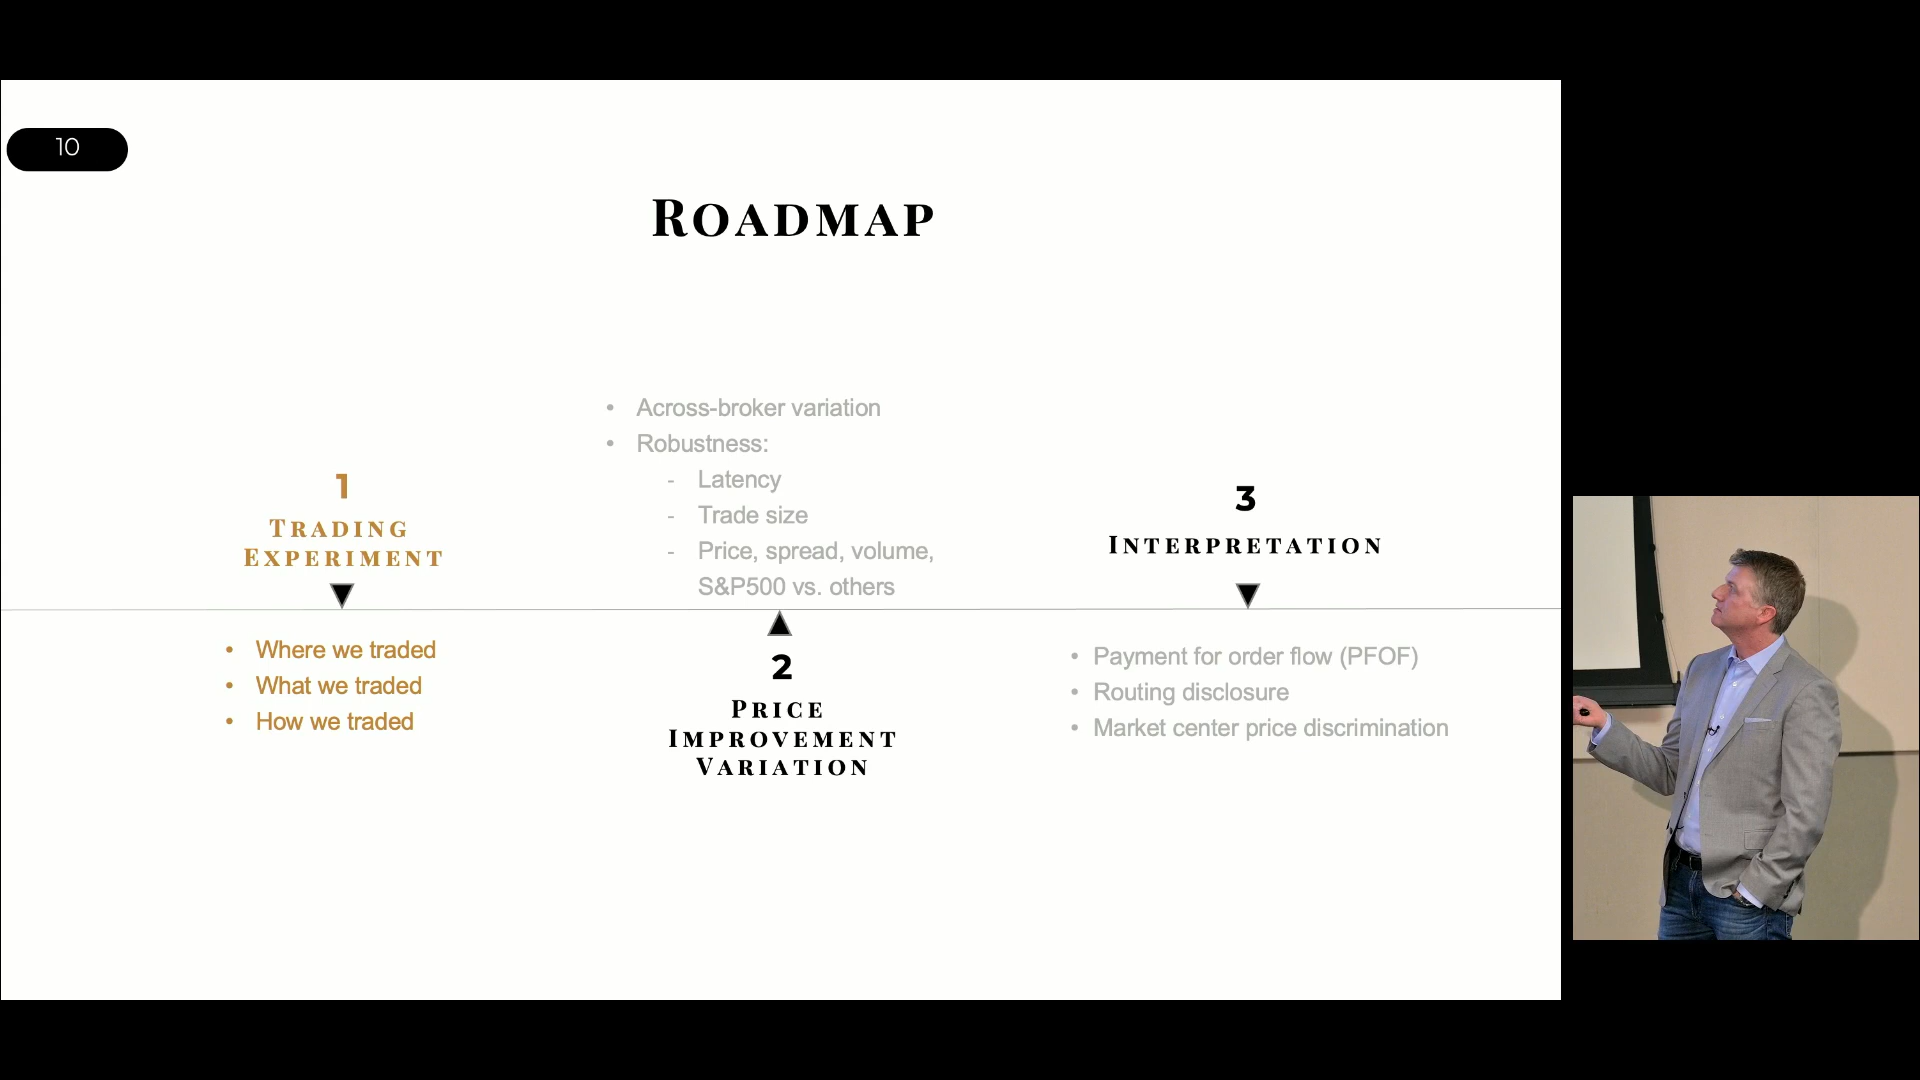 10
ROADMAP
1
TRADING
EXPERIMENT
• Where we traded
• What we traded
• How we traded
• Across-broker variation
• Robustness:
- Latency
- Trade size
- Price, spread, volume,
S&P500 vs. others
2
PRICE
IMPROVEMENT
VARIATION
3
INTERPRETATION
• Payment for order flow (PFOF)
• Routing disclosure
• Market center price discrimination